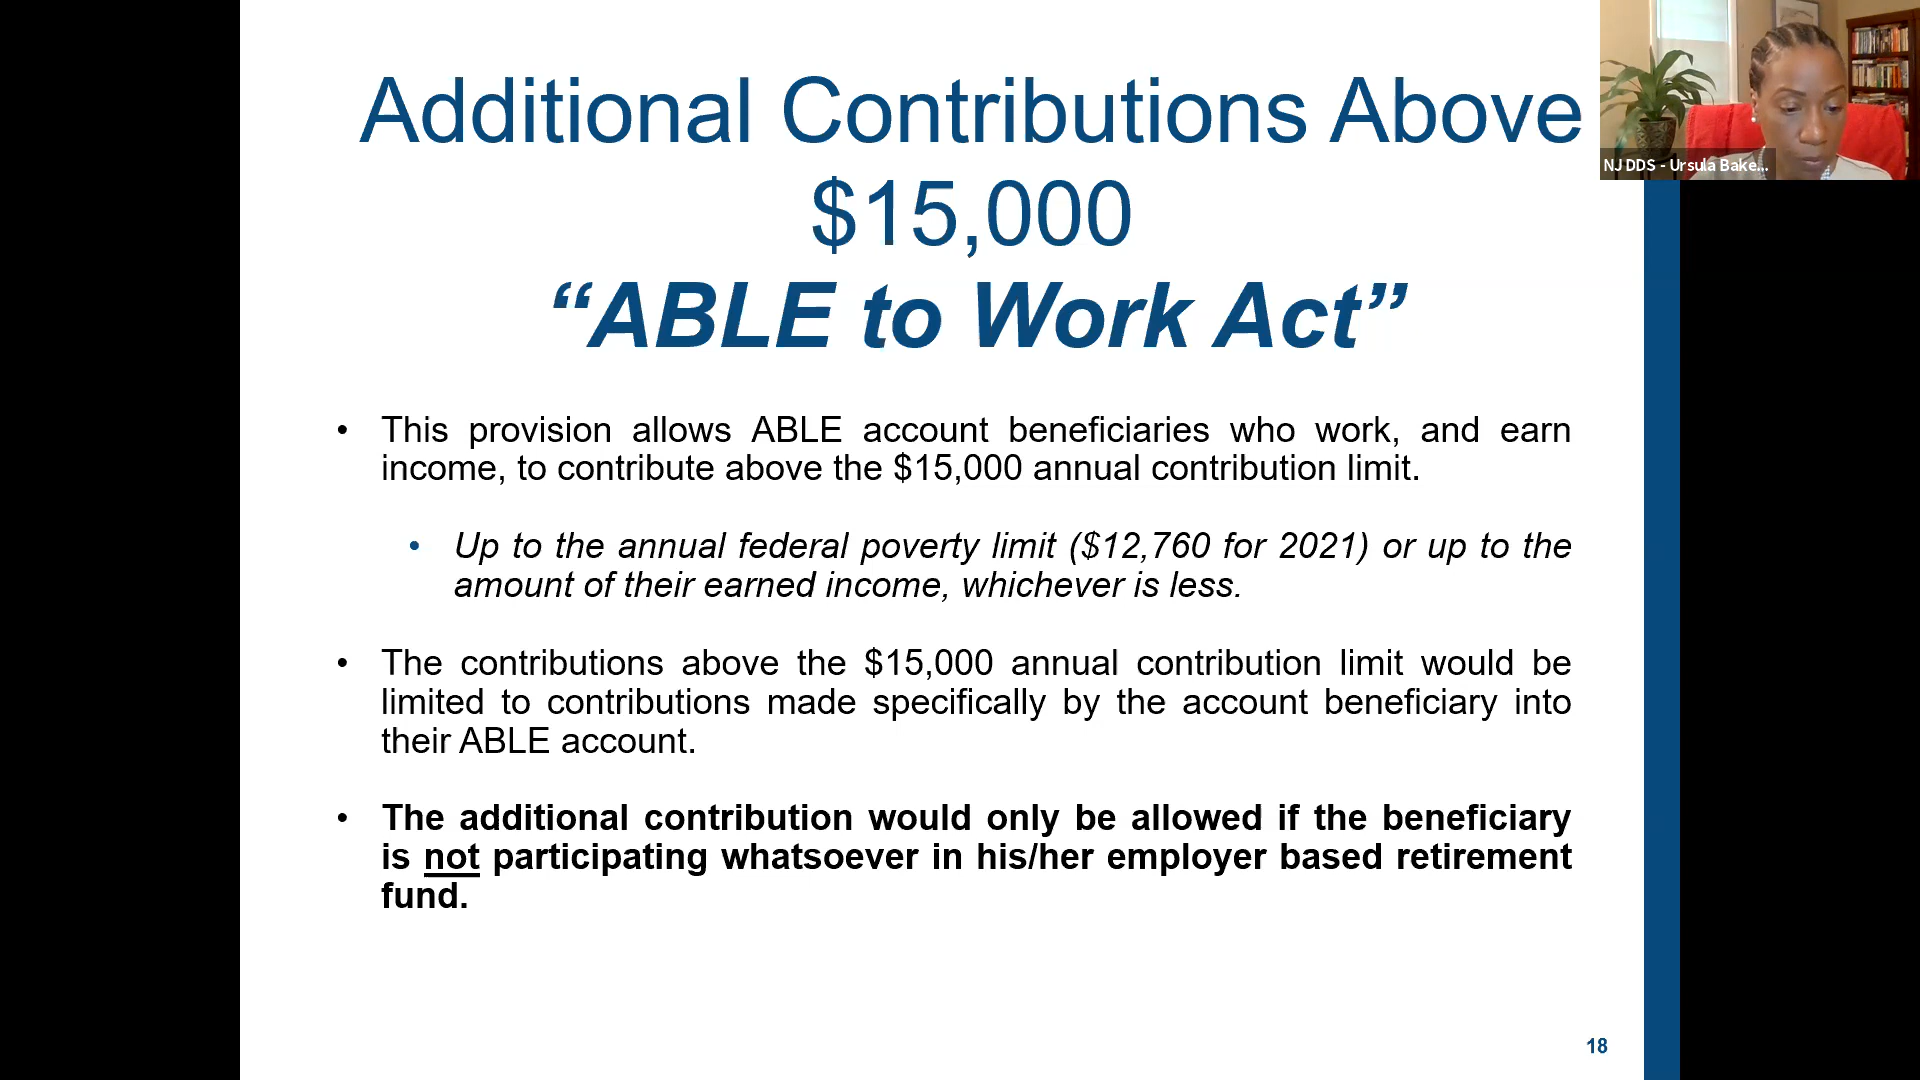 Additional Contributions Above
$15,000
“ABLE to Work Act”
NJ DDS - Ursula Bake...
• This provision allows ABLE account beneficiaries who work, and earn
income, to contribute above the $15,000 annual contribution limit.
• Up to the annual federal poverty limit ($12,760 for 2021) or up to the
amount of their earned income, whichever is less.
• The contributions above the $15,000 annual contribution limit would be
limited to contributions made specifically by the account beneficiary into
their ABLE account.
• The additional contribution would only be allowed if the beneficiary
is not participating whatsoever in his/her employer based retirement
fund.
18